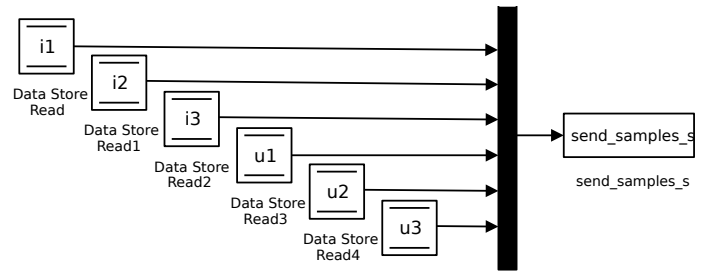 i1
Data Store
Read
i2
Data Store
Read1
i3
Data Store
Read2
u1
Data Store
Read3
u2
Data Store
Read4
u3
send_samples_s
send_samples_s